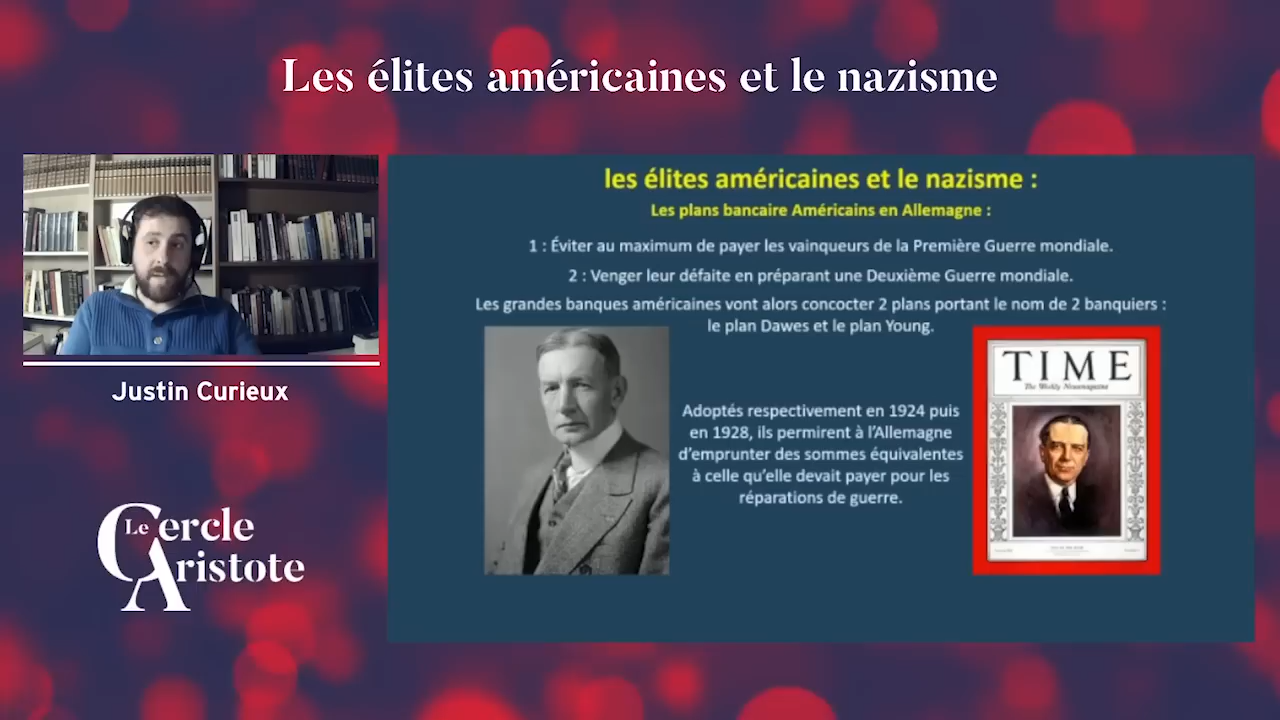 Les élites américaines et le nazisme
les élites américaines et le nazisme :
Les plans bancaire Américains en Allemagne :
1 : Éviter au maximum de payer les vainqueurs de la Première Guerre mondiale.
2 : Venger leur défaite en préparant une Deuxième Guerre mondiale.
Les grandes banques américaines vont alors concocter 2 plans portant le nom de 2 banquiers :
le plan Dawes et le plan Young.
Adoptés respectivement en 1924 puis
en 1928, ils permirent à l'Allemagne
d'emprunter des sommes équivalentes
à celle qu'elle devait payer pour les
réparations de guerre.
TIME
The Weekly Newsmagazine
Justin Curieux
Le Cercle
Aristote